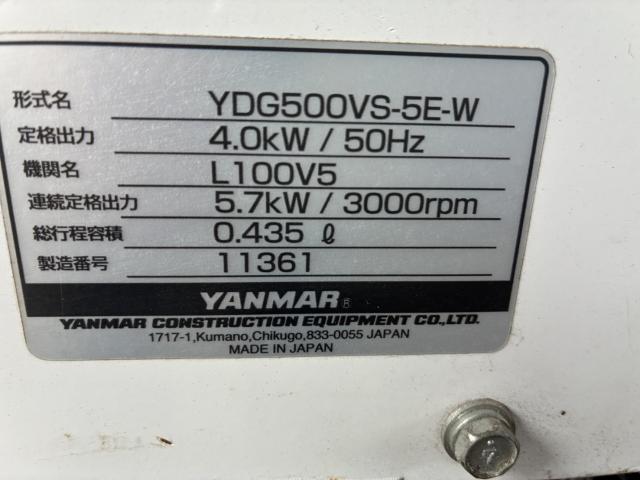 形式名 YDG500VS-5E-W
定格出力 4.0kW / 50Hz
機関名 L100V5
連続定格出力 5.7kW / 3000rpm
総行程容積 0.435 ℓ
製造番号 11361
YANMAR®
YANMAR CONSTRUCTION EQUIPMENT CO.,LTD.
1717-1,Kumano,Chikugo,833-0055 JAPAN
MADE IN JAPAN